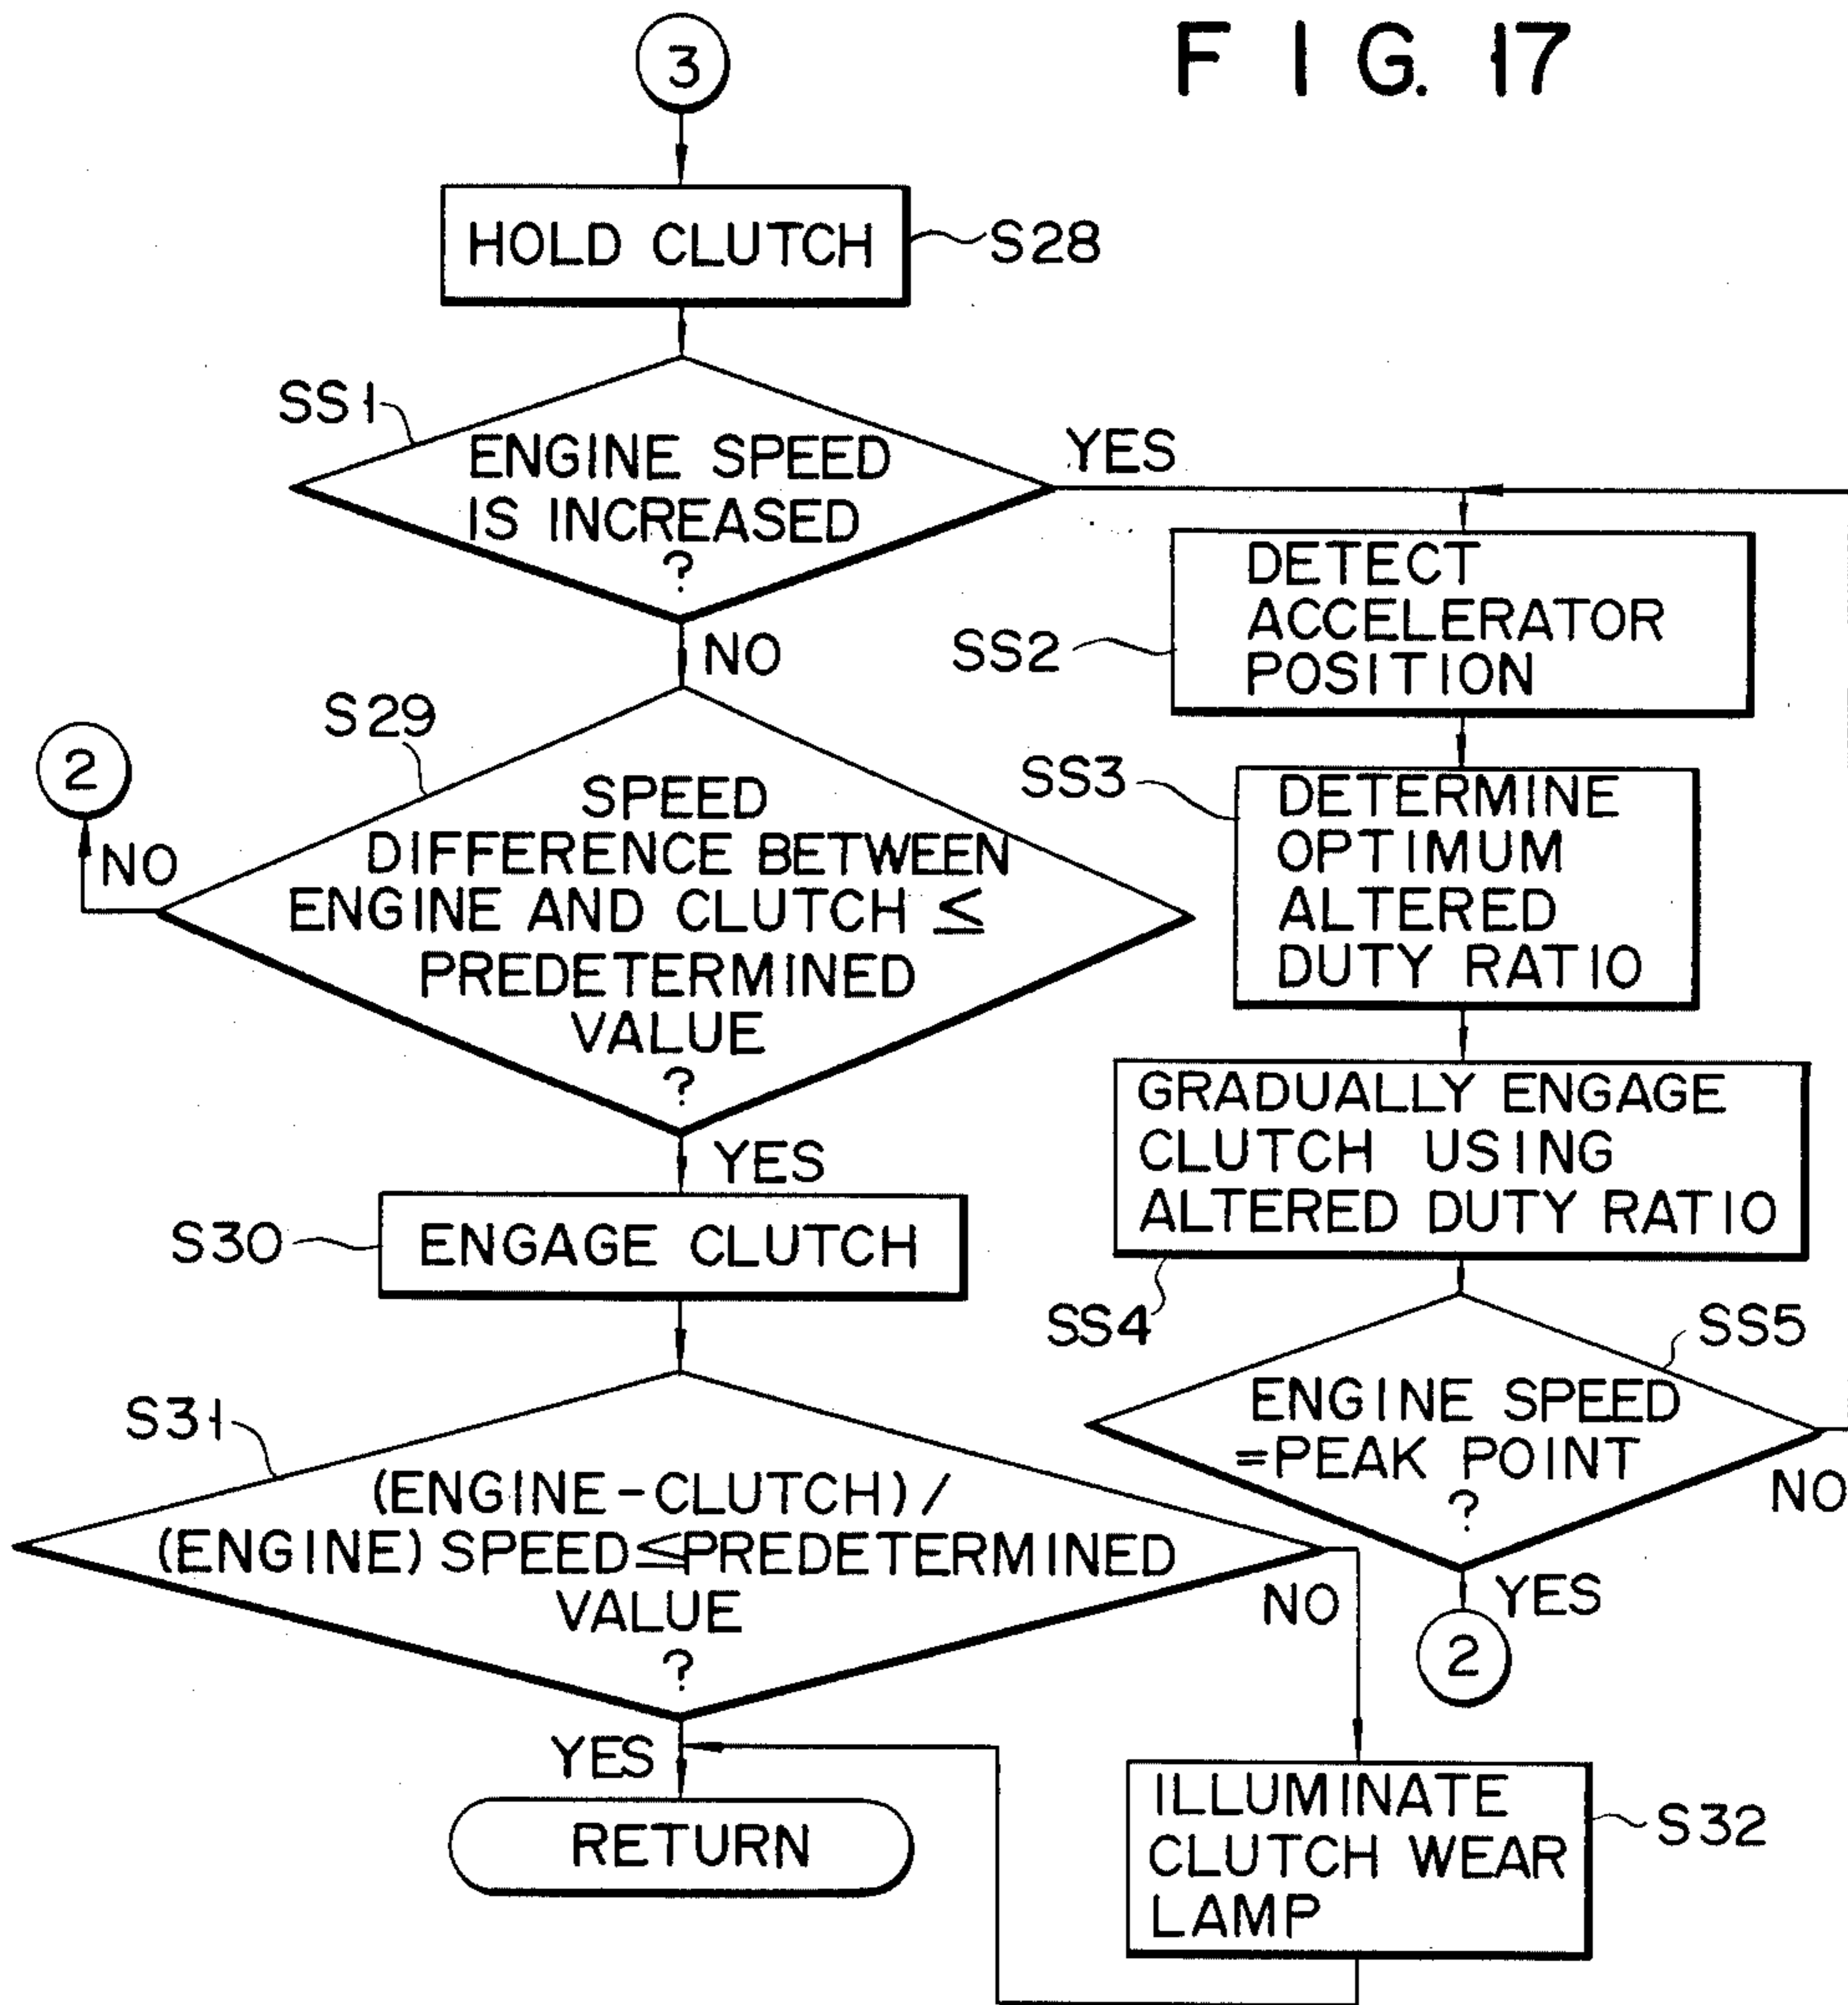 FIG. 17
3
HOLD CLUTCH
S28
SS1
ENGINE SPEED
IS INCREASED
?
YES
NO
DETECT
ACCELERATOR
POSITION
SS2
S29
2
NO
SPEED
DIFFERENCE BETWEEN
ENGINE AND CLUTCH ≤
PREDETERMINED
VALUE
?
YES
SS3
DETERMINE
OPTIMUM
ALTERED
DUTY RATIO
GRADUALLY ENGAGE
CLUTCH USING
ALTERED DUTY RATIO
SS4
S30
ENGAGE CLUTCH
SS5
ENGINE SPEED
=PEAK POINT
?
NO
YES
2
S31
(ENGINE-CLUTCH)/
(ENGINE) SPEED≤PREDETERMINED
VALUE
?
NO
YES
RETURN
ILLUMINATE
CLUTCH WEAR
LAMP
S32